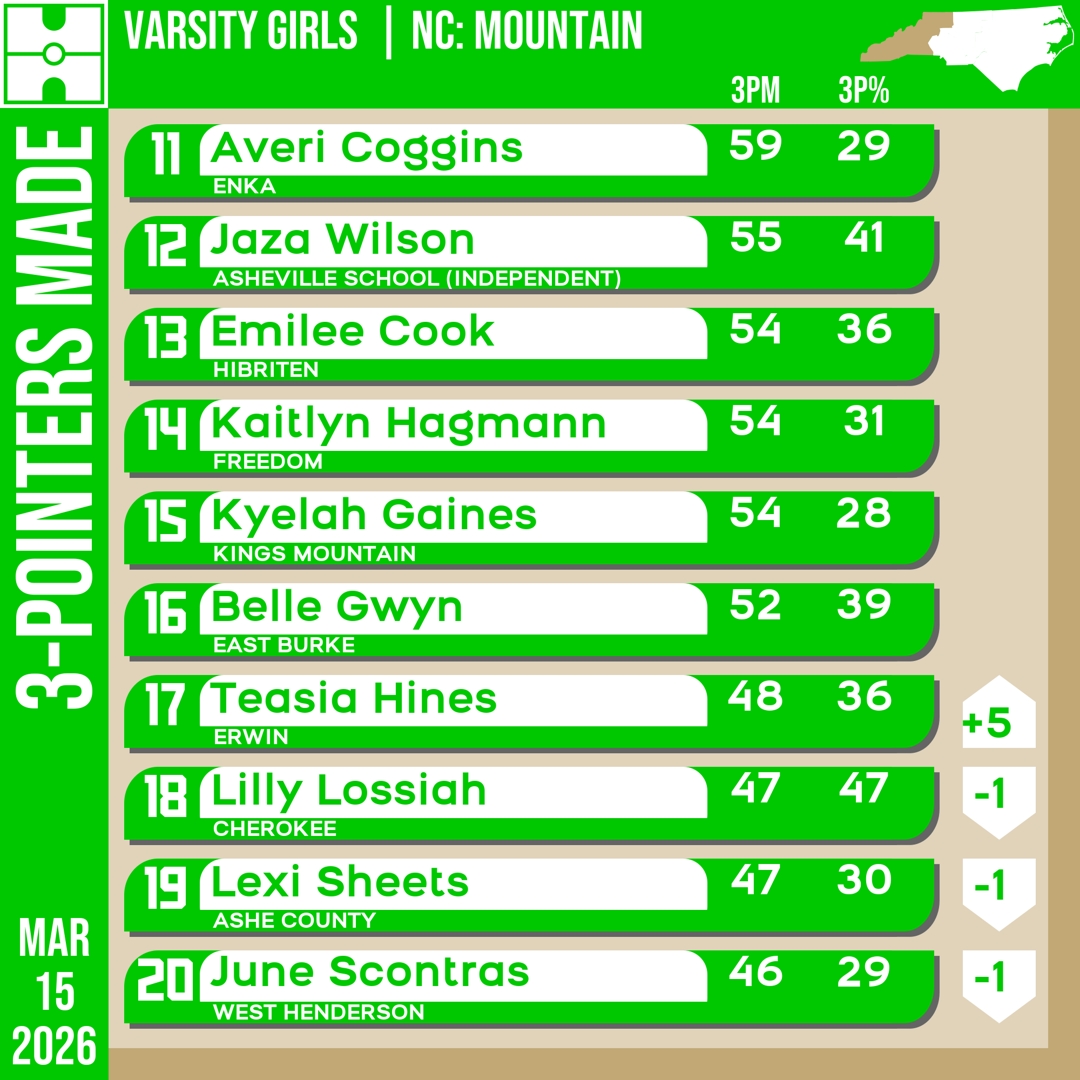 VARSITY GIRLS | NC: MOUNTAIN
3PM 3P%
3-POINTERS MADE
11 Averi Coggins 59 29
ENKA
12 Jaza Wilson 55 41
ASHEVILLE SCHOOL (INDEPENDENT)
13 Emilee Cook 54 36
HIBRITEN
14 Kaitlyn Hagmann 54 31
FREEDOM
15 Kyelah Gaines 54 28
KINGS MOUNTAIN
16 Belle Gwyn 52 39
EAST BURKE
17 Teasia Hines 48 36 +5
ERWIN
18 Lilly Lossiah 47 47 -1
CHEROKEE
19 Lexi Sheets 47 30 -1
ASHE COUNTY
20 June Scontras 46 29 -1
WEST HENDERSON
MAR
15
2026